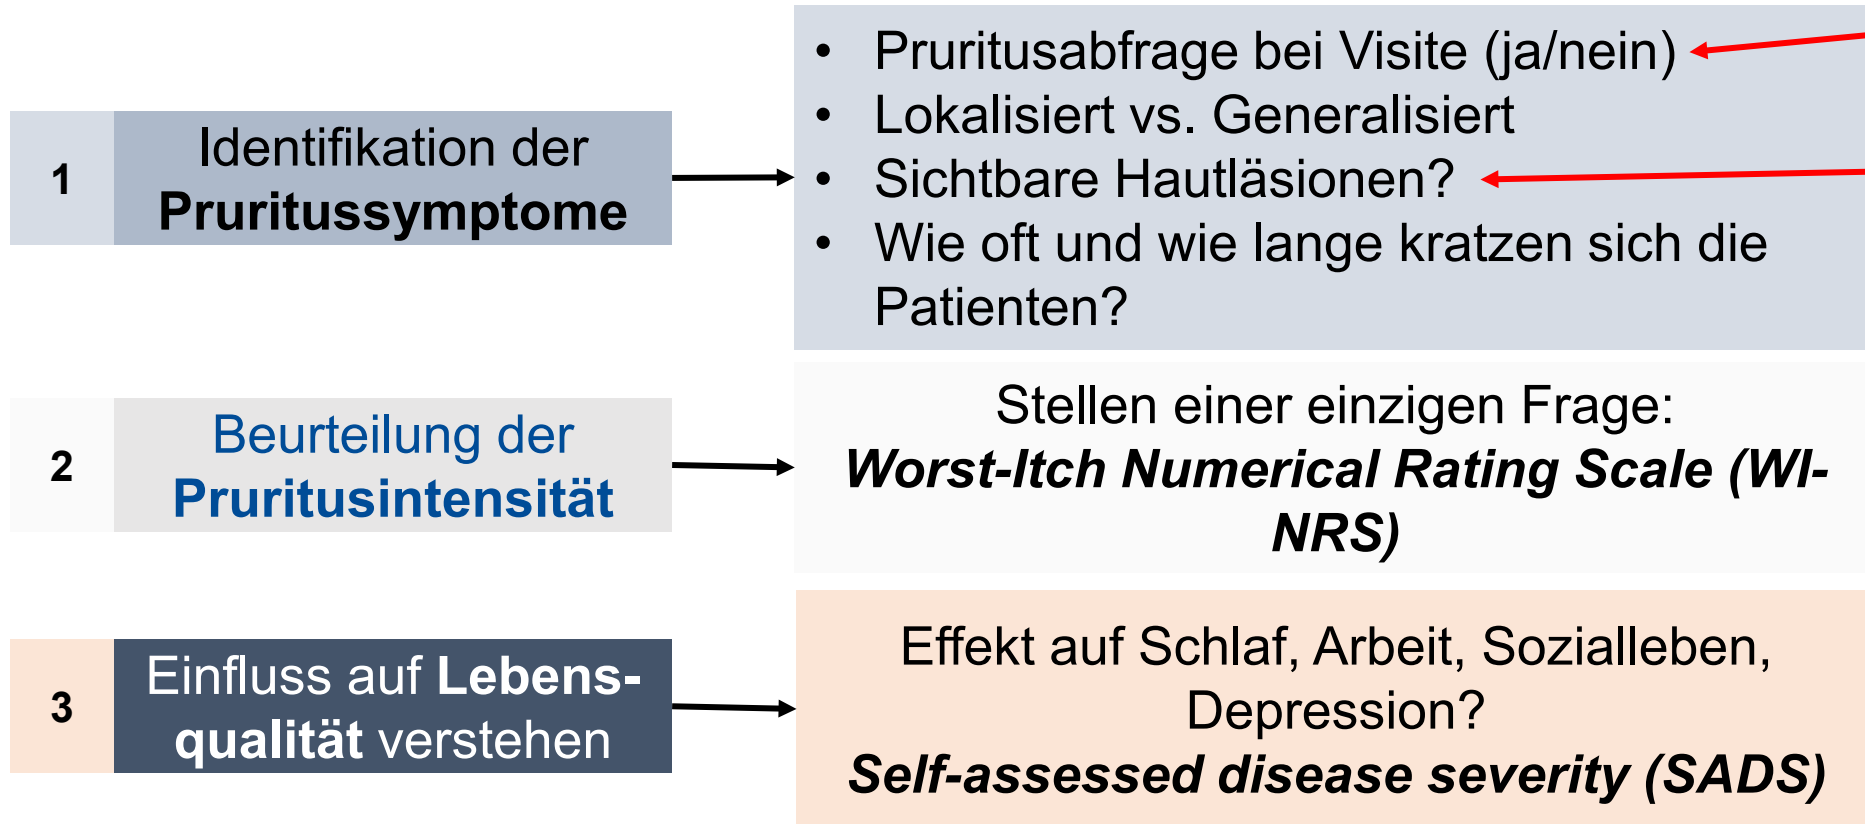 1
Identifikation der
Pruritussymptome
• Pruritusabfrage bei Visite (ja/nein)
• Lokalisiert vs. Generalisiert
• Sichtbare Hautläsionen?
• Wie oft und wie lange kratzen sich die
Patienten?
2
Beurteilung der
Pruritusintensität
Stellen einer einzigen Frage:
Worst-Itch Numerical Rating Scale (WI-
NRS)
3
Einfluss auf Lebens-
qualität verstehen
Effekt auf Schlaf, Arbeit, Sozialleben,
Depression?
Self-assessed disease severity (SADS)